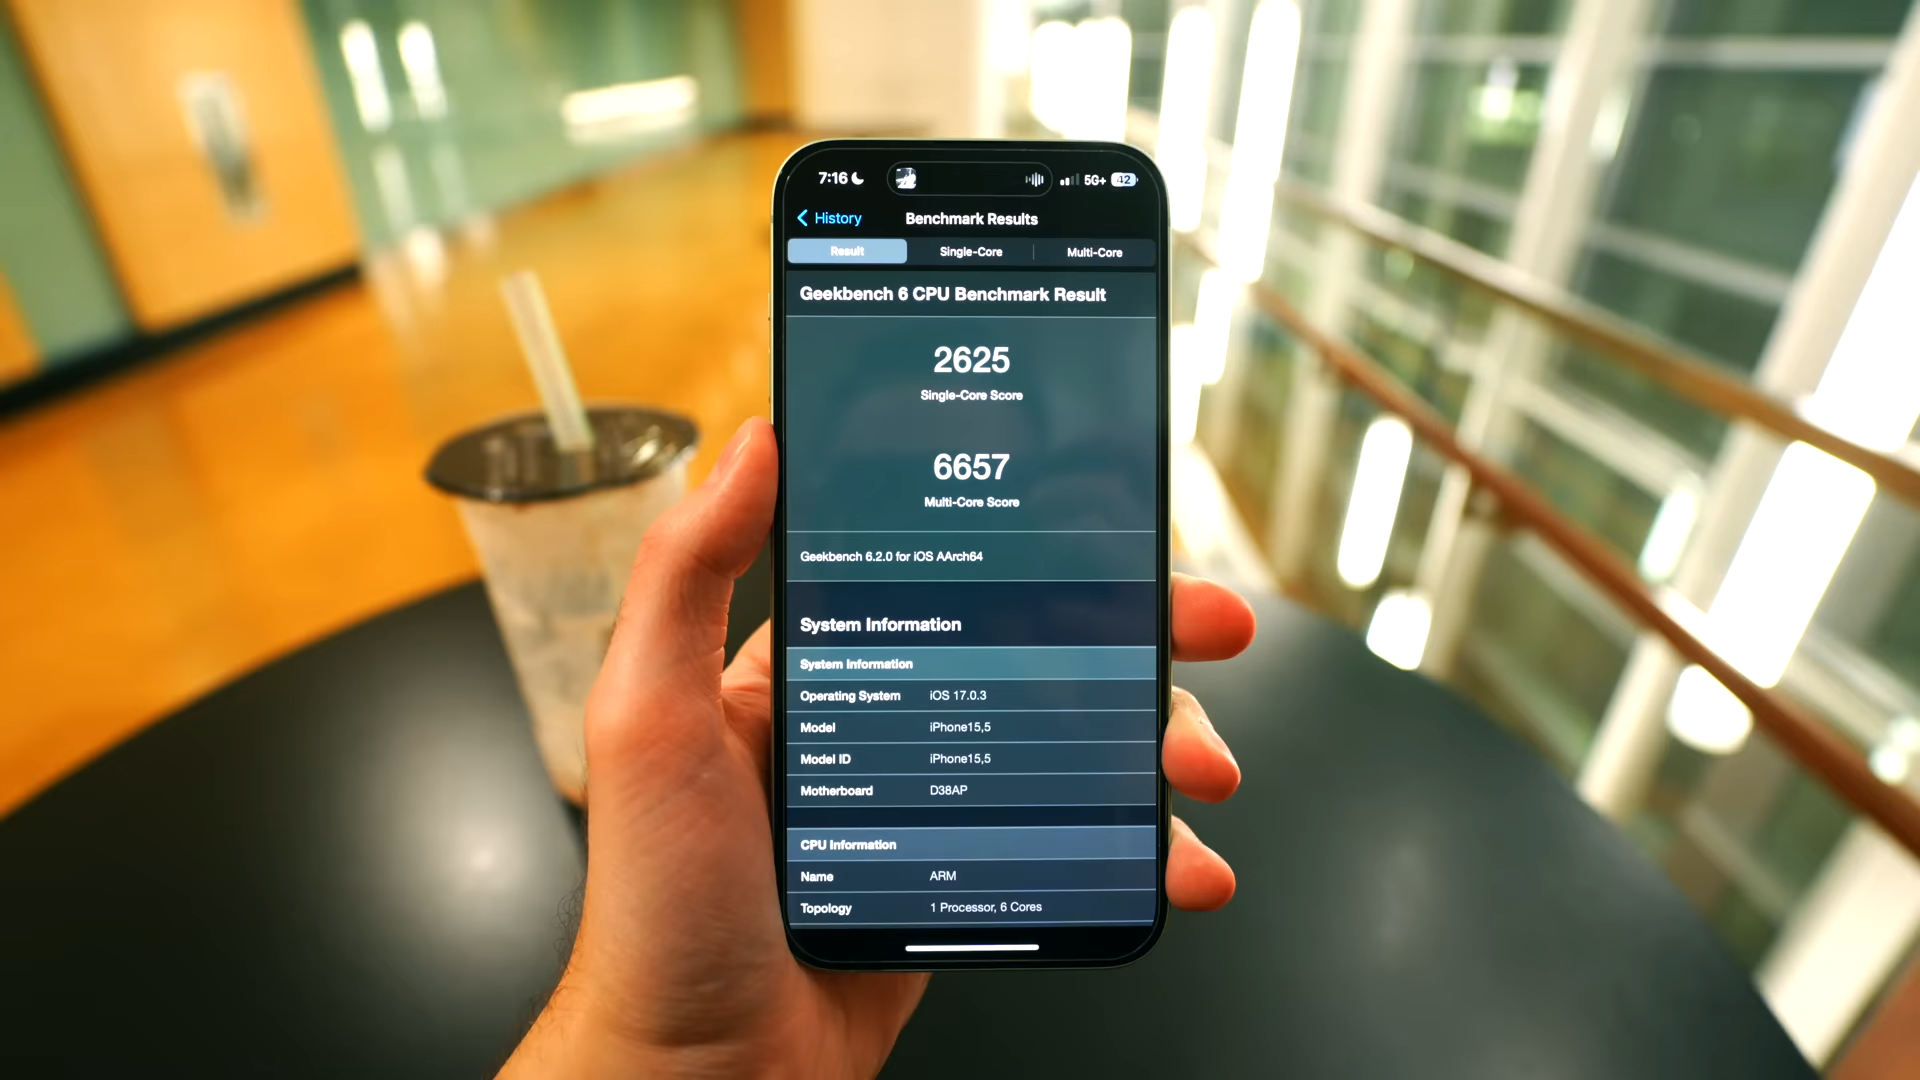 7:16 5G+ 42
History Benchmark Results
Result Single-Core Multi-Core
Geekbench 6 CPU Benchmark Result
2625
Single-Core Score
6657
Multi-Core Score
Geekbench 6.2.0 for iOS AArch64
System Information
System Information
Operating System iOS 17.0.3
Model iPhone15,5
Model ID iPhone15,5
Motherboard D38AP
CPU Information
Name ARM
Topology 1 Processor, 6 Cores